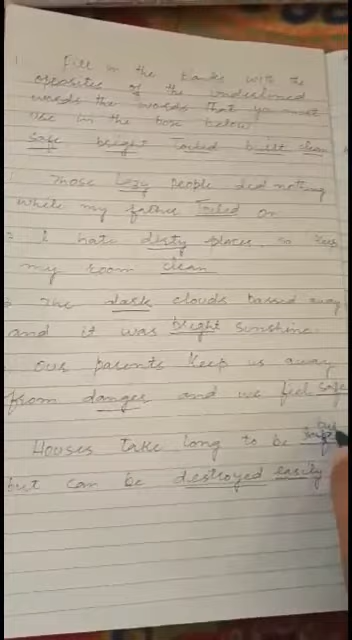 Fill in the blanks with the
opposites of the underlined
words the words that you must
use in the box below
Safe bright toiled built clean
Those Lazy people did nothing
while my father Toiled on
I hate dirty places, so keep
my room clean
The dark clouds passed away
and it was bright sunshine.
Our parents keep us away
from danger and we feel safe
Houses take long to be
but can be destroyed easily